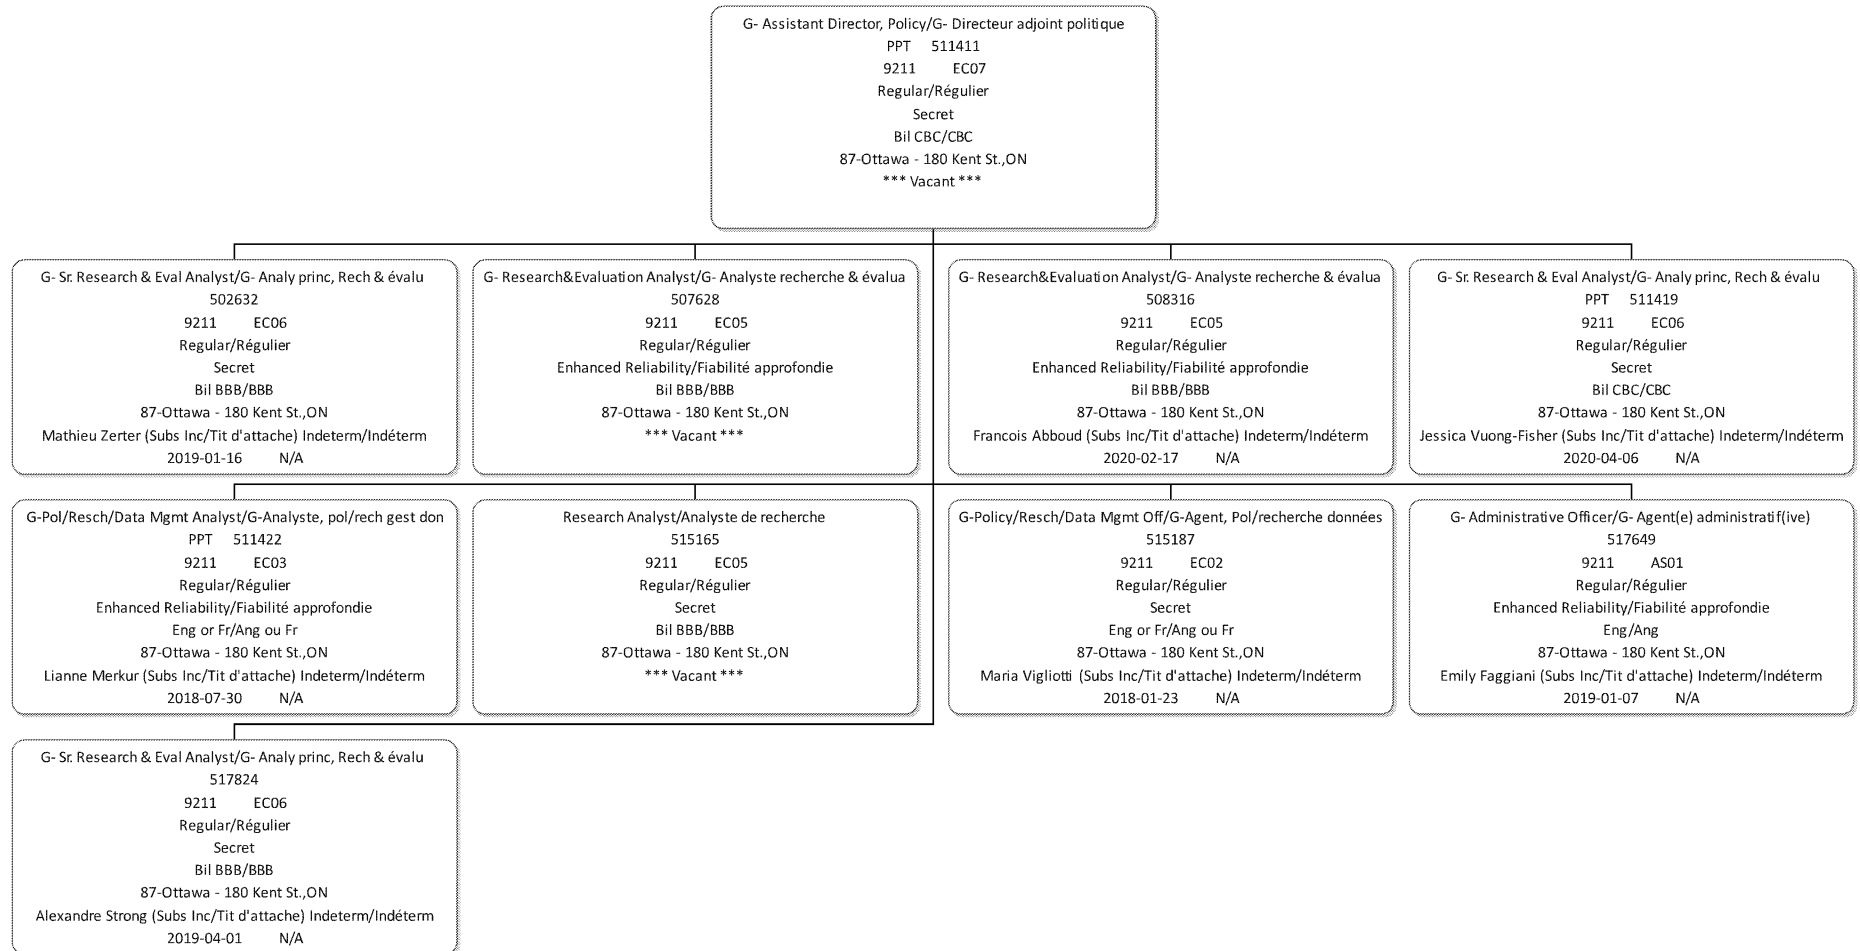 G- Assistant Director, Policy/G- Directeur adjoint politique
PPT 511411
9211 EC07
Regular/Régulier
Secret
Bil CBC/CBC
87-Ottawa - 180 Kent St.,ON
*** Vacant ***
G- Sr. Research & Eval Analyst/G- Analy princ, Rech & évalu
502632
9211 EC06
Regular/Régulier
Secret
Bil BBB/BBB
87-Ottawa - 180 Kent St.,ON
Mathieu Zerter (Subs Inc/Tit d'attache) Indeterm/Indéterm
2019-01-16 N/A
G- Research&Evaluation Analyst/G- Analyste recherche & évalua
507628
9211 EC05
Regular/Régulier
Enhanced Reliability/Fiabilité approfondie
Bil BBB/BBB
87-Ottawa - 180 Kent St.,ON
*** Vacant ***
G- Research&Evaluation Analyst/G- Analyste recherche & évalua
508316
9211 EC05
Regular/Régulier
Enhanced Reliability/Fiabilité approfondie
Bil BBB/BBB
87-Ottawa - 180 Kent St.,ON
Francois Abboud (Subs Inc/Tit d'attache) Indeterm/Indéterm
2020-02-17 N/A
G- Sr. Research & Eval Analyst/G- Analy princ, Rech & évalu
PPT 511419
9211 EC06
Regular/Régulier
Secret
Bil CBC/CBC
87-Ottawa - 180 Kent St.,ON
Jessica Vuong-Fisher (Subs Inc/Tit d'attache) Indeterm/Indéterm
2020-04-06 N/A
G-Pol/Resch/Data Mgmt Analyst/G-Analyste, pol/rech gest don
PPT 511422
9211 EC03
Regular/Régulier
Enhanced Reliability/Fiabilité approfondie
Eng or Fr/Ang ou Fr
87-Ottawa - 180 Kent St.,ON
Lianne Merkur (Subs Inc/Tit d'attache) Indeterm/Indéterm
2018-07-30 N/A
Research Analyst/Analyste de recherche
515165
9211 EC05
Regular/Régulier
Secret
Bil BBB/BBB
87-Ottawa - 180 Kent St.,ON
*** Vacant ***
G-Policy/Resch/Data Mgmt Off/G-Agent, Pol/recherche données
515187
9211 EC02
Regular/Régulier
Secret
Eng or Fr/Ang ou Fr
87-Ottawa - 180 Kent St.,ON
Maria Vigliotti (Subs Inc/Tit d'attache) Indeterm/Indéterm
2018-01-23 N/A
G- Administrative Officer/G- Agent(e) administratif(ive)
517649
9211 AS01
Regular/Régulier
Enhanced Reliability/Fiabilité approfondie
Eng/Ang
87-Ottawa - 180 Kent St.,ON
Emily Faggiani (Subs Inc/Tit d'attache) Indeterm/Indéterm
2019-01-07 N/A
G- Sr. Research & Eval Analyst/G- Analy princ, Rech & évalu
517824
9211 EC06
Regular/Régulier
Secret
Bil BBB/BBB
87-Ottawa - 180 Kent St.,ON
Alexandre Strong (Subs Inc/Tit d'attache) Indeterm/Indéterm
2019-04-01 N/A